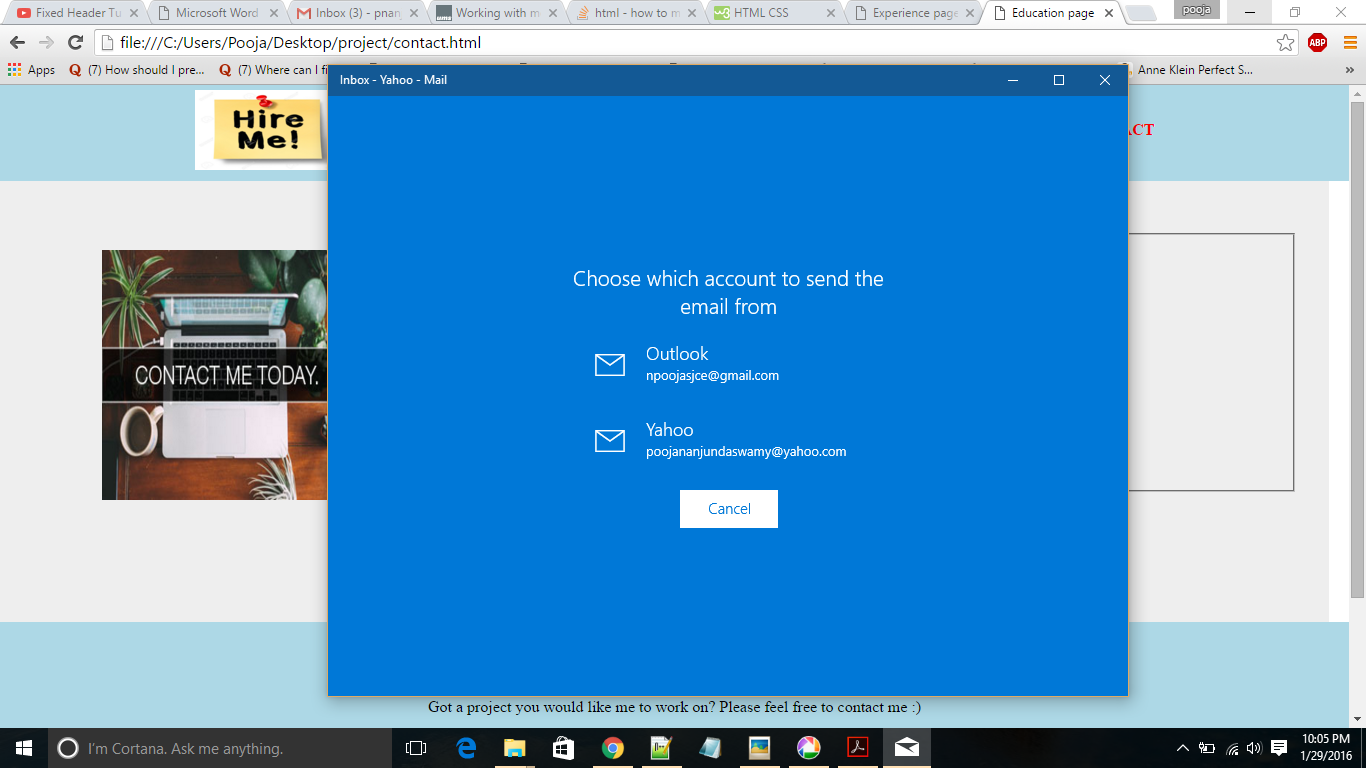 Fixed Header Tu
Microsoft Word
Inbox (3) - pnan
Working with m
html - how to m
HTML CSS
Experience page
Education page
pooja
file:///C:/Users/Pooja/Desktop/project/contact.html
ABP
Apps
(7) How should I pre...
(7) Where can I fi
Anne Klein Perfect S...
»
Inbox - Yahoo - Mail
Hire
Me!
ACT
CONTACT ME TODAY.
Choose which account to send the
email from
Outlook
npoojasjce@gmail.com
Yahoo
poojananjundaswamy@yahoo.com
Cancel
Got a project you would like me to work on? Please feel free to contact me :)
I'm Cortana. Ask me anything.
10:05 PM
1/29/2016